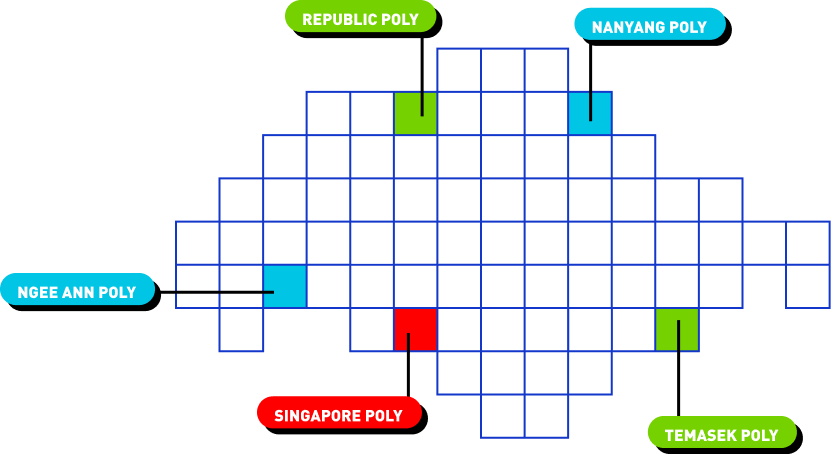 REPUBLIC POLY
NANYANG POLY
NGEE ANN POLY
SINGAPORE POLY
TEMASEK POLY